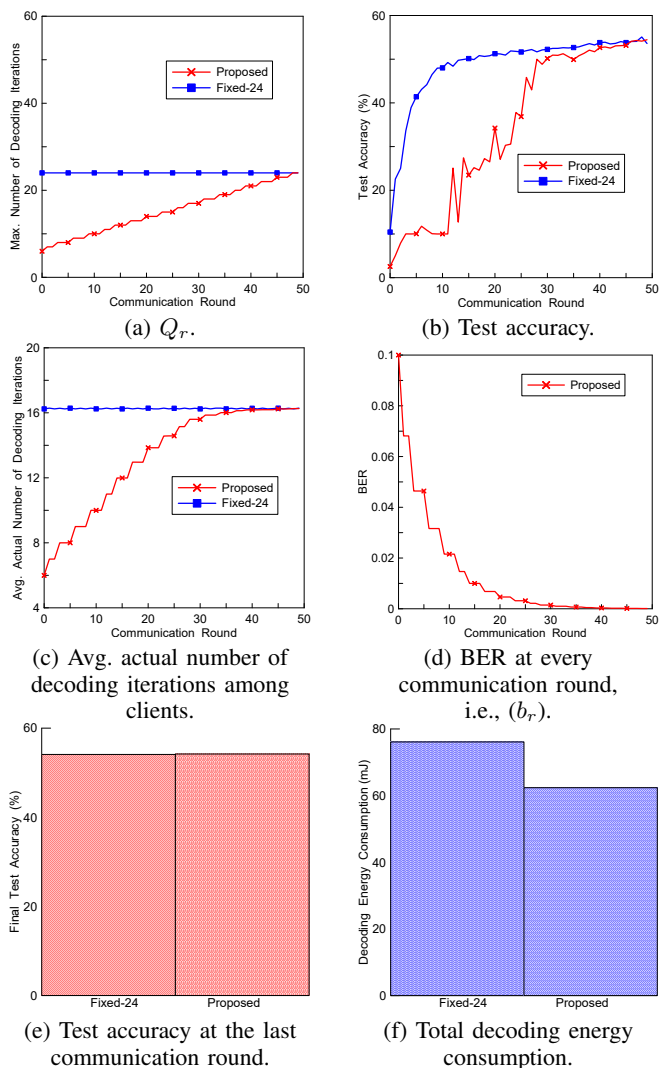 60
40
20
0
Max. Number of Decoding Iterations
Proposed
Fixed-24
0 10 20 30 40 50
Communication Round
(a) Q_r.
60
40
20
0
Test Accuracy (%)
Proposed
Fixed-24
0 10 20 30 40 50
Communication Round
(b) Test accuracy.
20
16
12
8
4
Avg. Actual Number of Decoding Iterations
Proposed
Fixed-24
0 10 20 30 40 50
Communication Round
(c) Avg. actual number of
decoding iterations among
clients.
0.1
0.08
0.06
0.04
0.02
0
BER
Proposed
0 10 20 30 40 50
Communication Round
(d) BER at every
communication round,
i.e., (b_r).
60
40
20
0
Final Test Accuracy (%)
Fixed-24 Proposed
(e) Test accuracy at the last
communication round.
80
60
40
20
0
Decoding Energy Consumption (mJ)
Fixed-24 Proposed
(f) Total decoding energy
consumption.